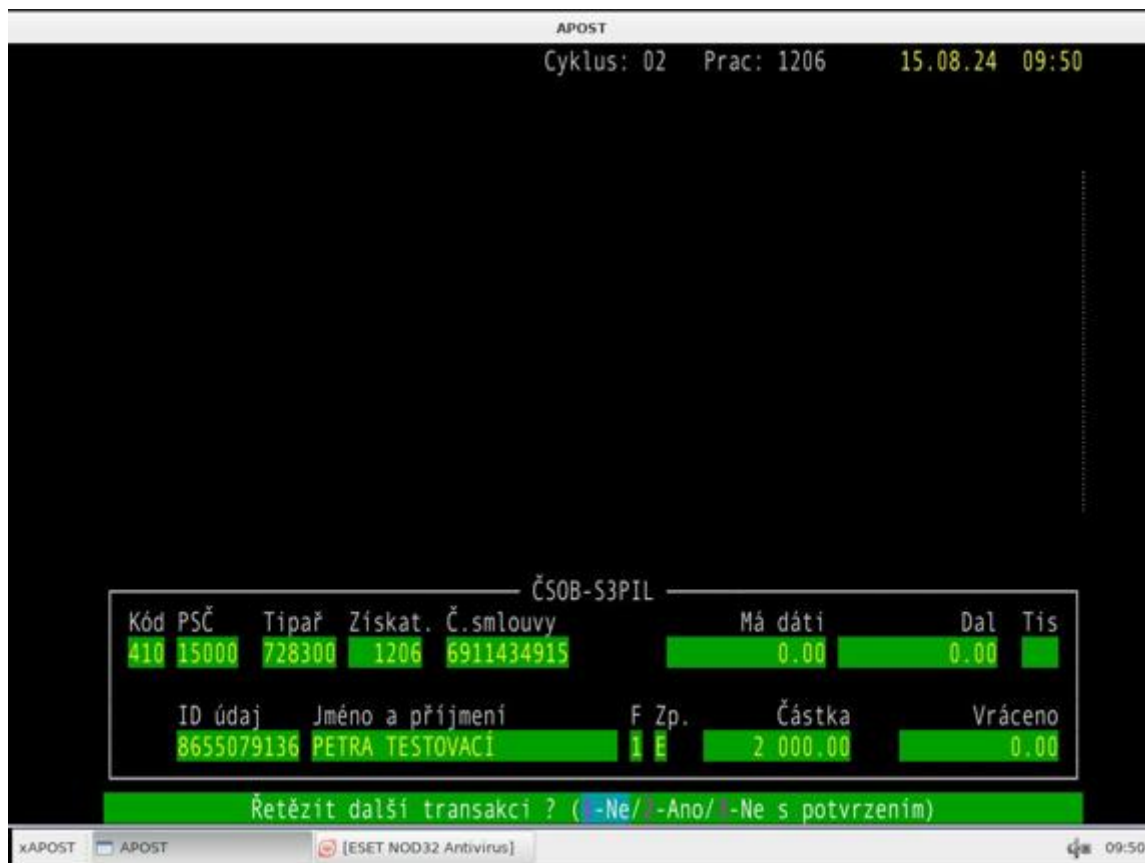 APOST
Cyklus: 02 Prac: 1206 15.08.24 09:50
ČSOB-S3PIL
Kód PSČ Tipař Získat. Č.smlouvy Má dáti Dal Tis
410 15000 728300 1206 6911434915 0.00 0.00
ID údaj Jméno a příjmení F Zp. Částka Vráceno
8655079136 PETRA TESTOVACÍ 1 E 2 000.00 0.00
Řetězit další transakci ? ( -Ne/ -Ano/ -Ne s potvrzením)
xAPOST APOST [ESET NOD32 Antivirus] 09:50